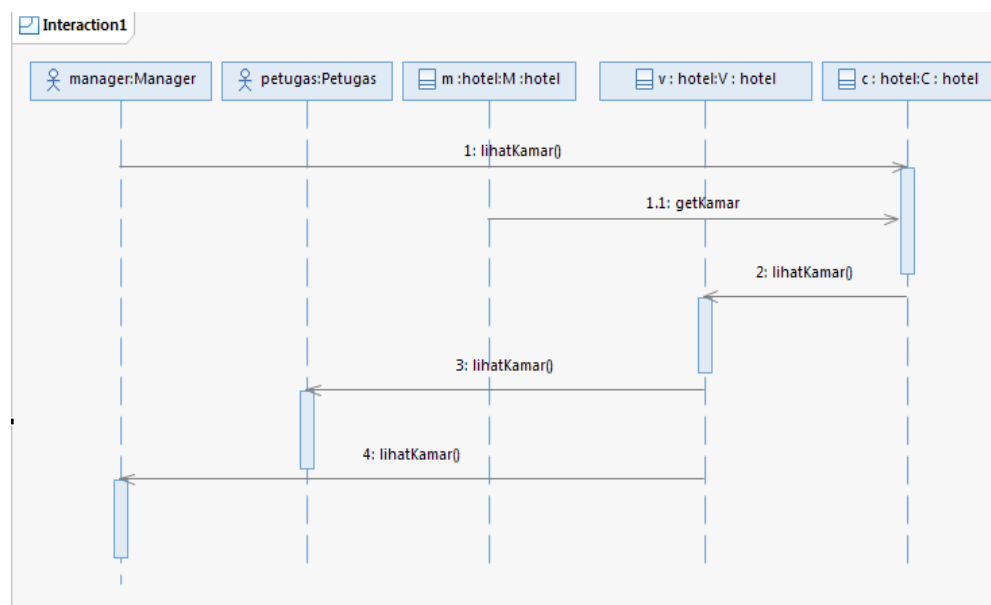 Interaction1
manager:Manager
petugas:Petugas
m :hotel:M :hotel
v : hotel:V : hotel
c : hotel:C : hotel
1: lihatKamar()
1.1: getKamar
2: lihatKamar()
3: lihatKamar()
4: lihatKamar()